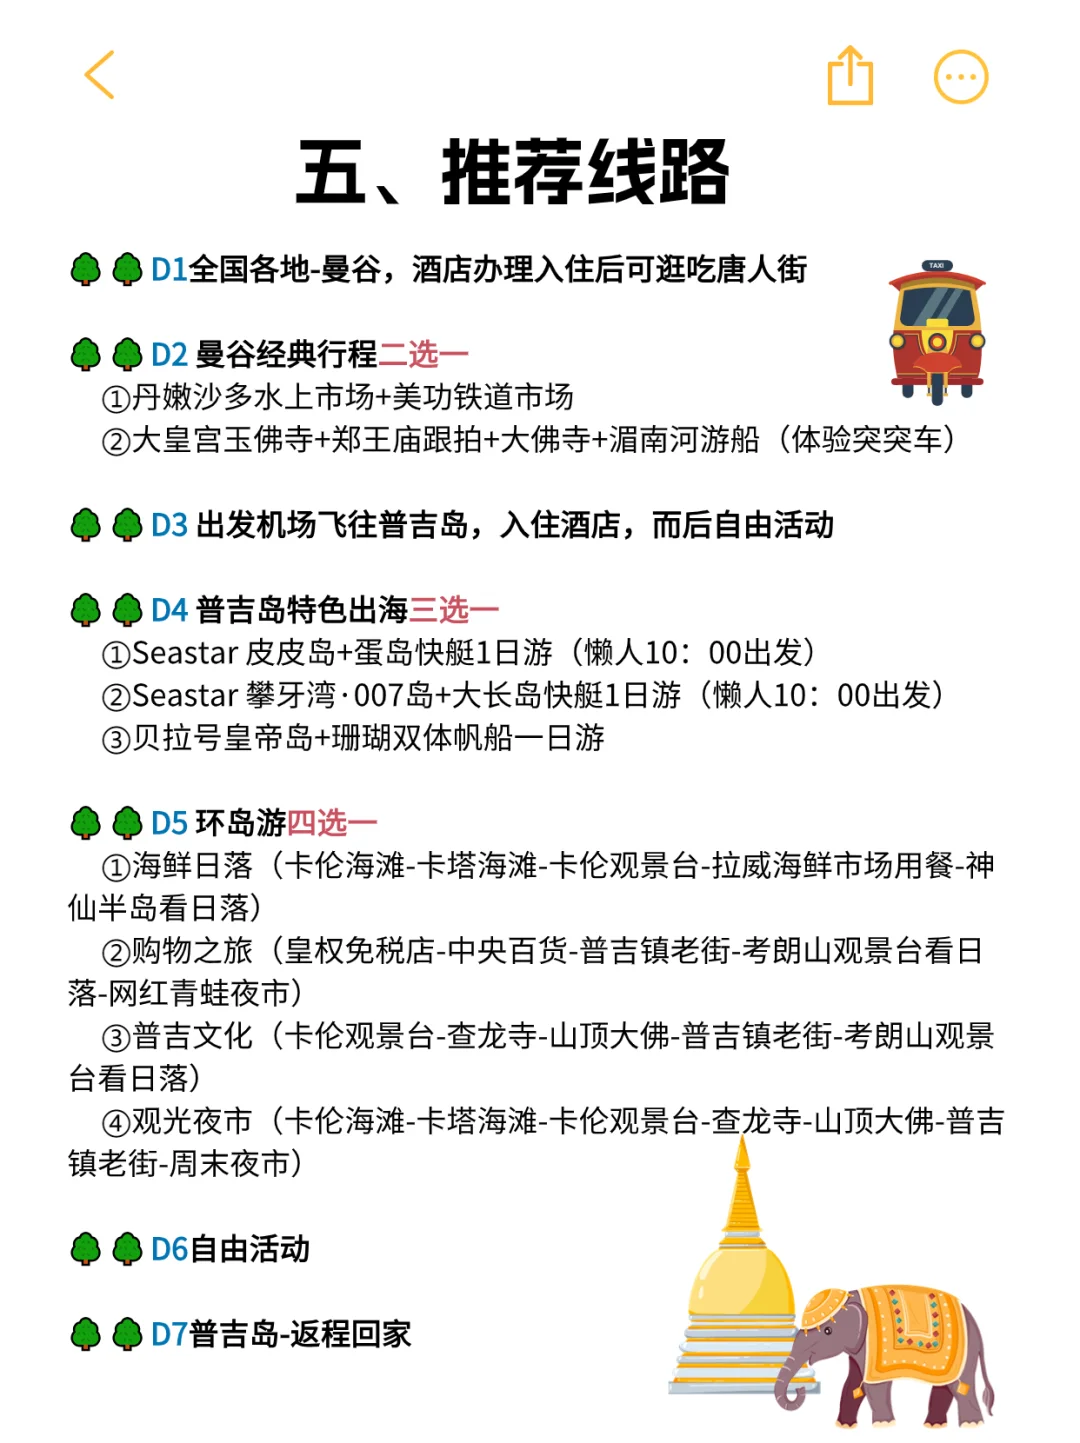 五、推荐线路
TAXI
D1全国各地-曼谷，酒店办理入住后可逛吃唐人街
D2 曼谷经典行程二选一
①丹嫩沙多水上市场+美功铁道市场
②大皇宫玉佛寺+郑王庙跟拍+大佛寺+湄南河游船（体验突突车）
D3 出发机场飞往普吉岛，入住酒店，而后自由活动
D4 普吉岛特色出海三选一
①Seastar 皮皮岛+蛋岛快艇1日游（懒人10：00出发）
②Seastar 攀牙湾·007岛+大长岛快艇1日游（懒人10：00出发）
③贝拉号皇帝岛+珊瑚双体帆船一日游
D5 环岛游四选一
①海鲜日落（卡伦海滩-卡塔海滩-卡伦观景台-拉威海鲜市场用餐-神
仙半岛看日落）
②购物之旅（皇权免税店-中央百货-普吉镇老街-考朗山观景台看日
落-网红青蛙夜市）
③普吉文化（卡伦观景台-查龙寺-山顶大佛-普吉镇老街-考朗山观景
台看日落）
④观光夜市（卡伦海滩-卡塔海滩-卡伦观景台-查龙寺-山顶大佛-普吉
镇老街-周末夜市）
D6自由活动
D7普吉岛-返程回家